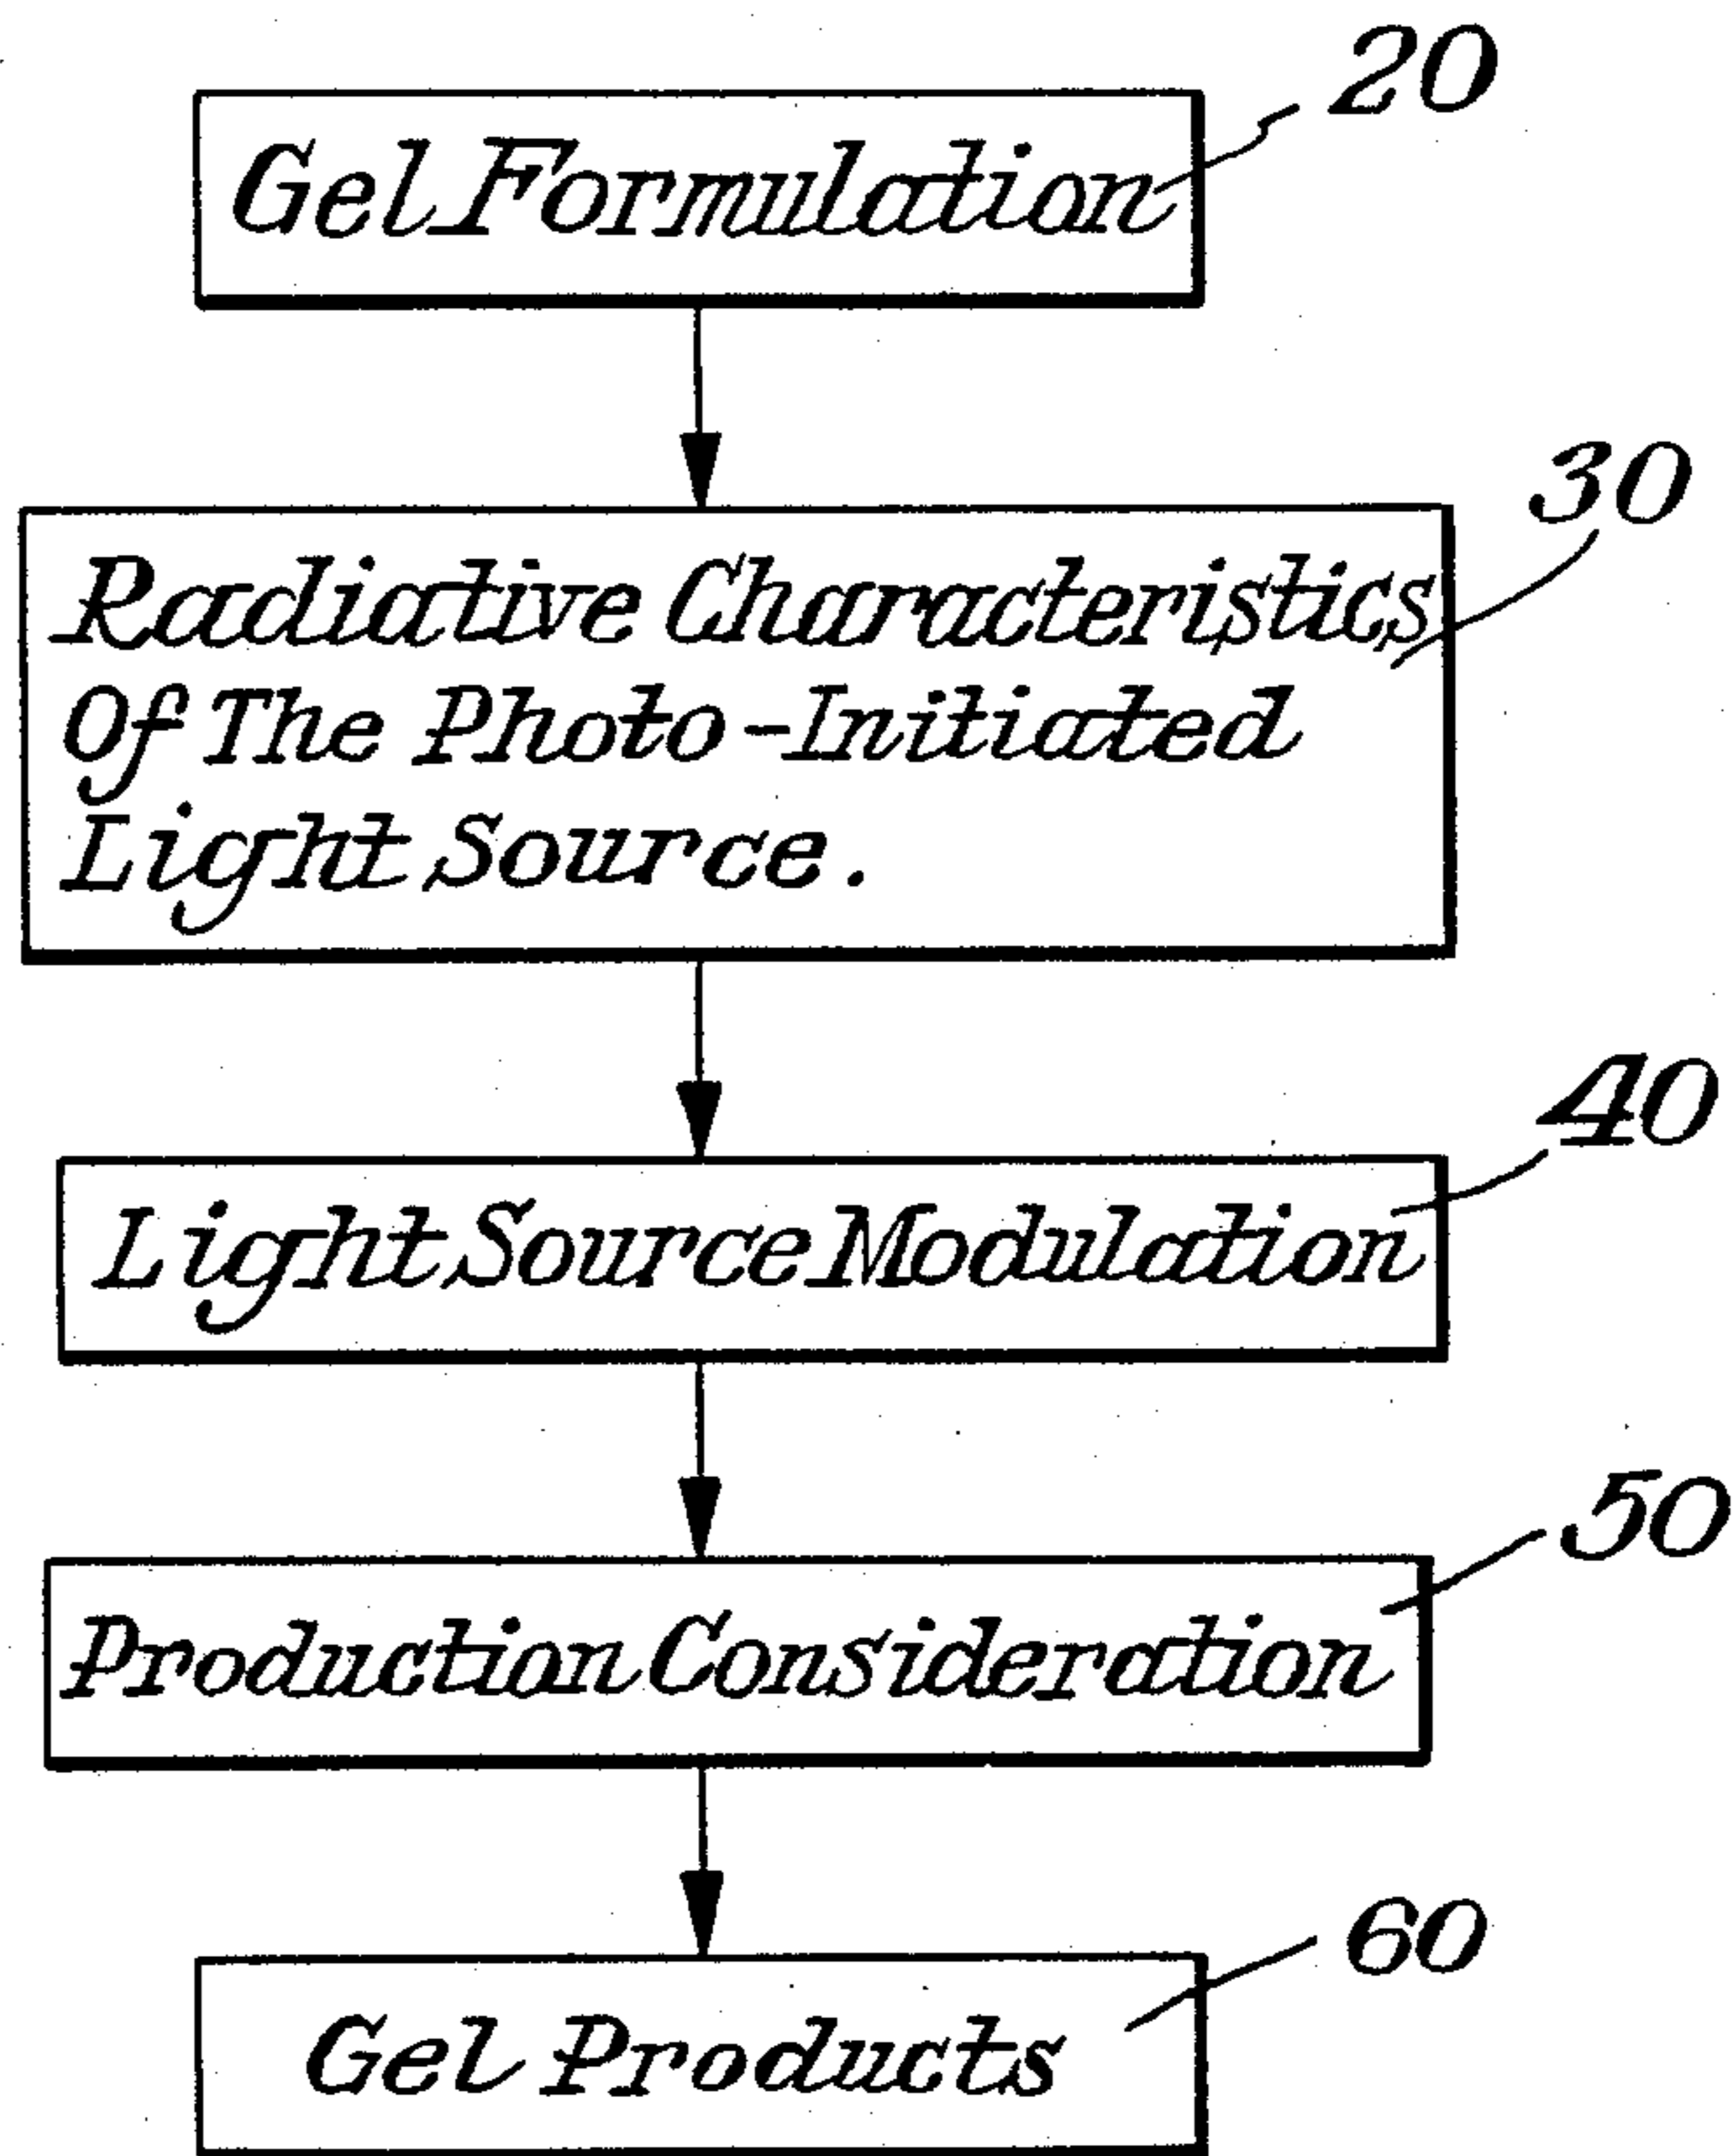 20
Gel Formulation
30
Radiative Characteristics
Of The Photo-Initiated
Light Source.
40
Light Source Modulation
50
Production Consideration
60
Gel Products